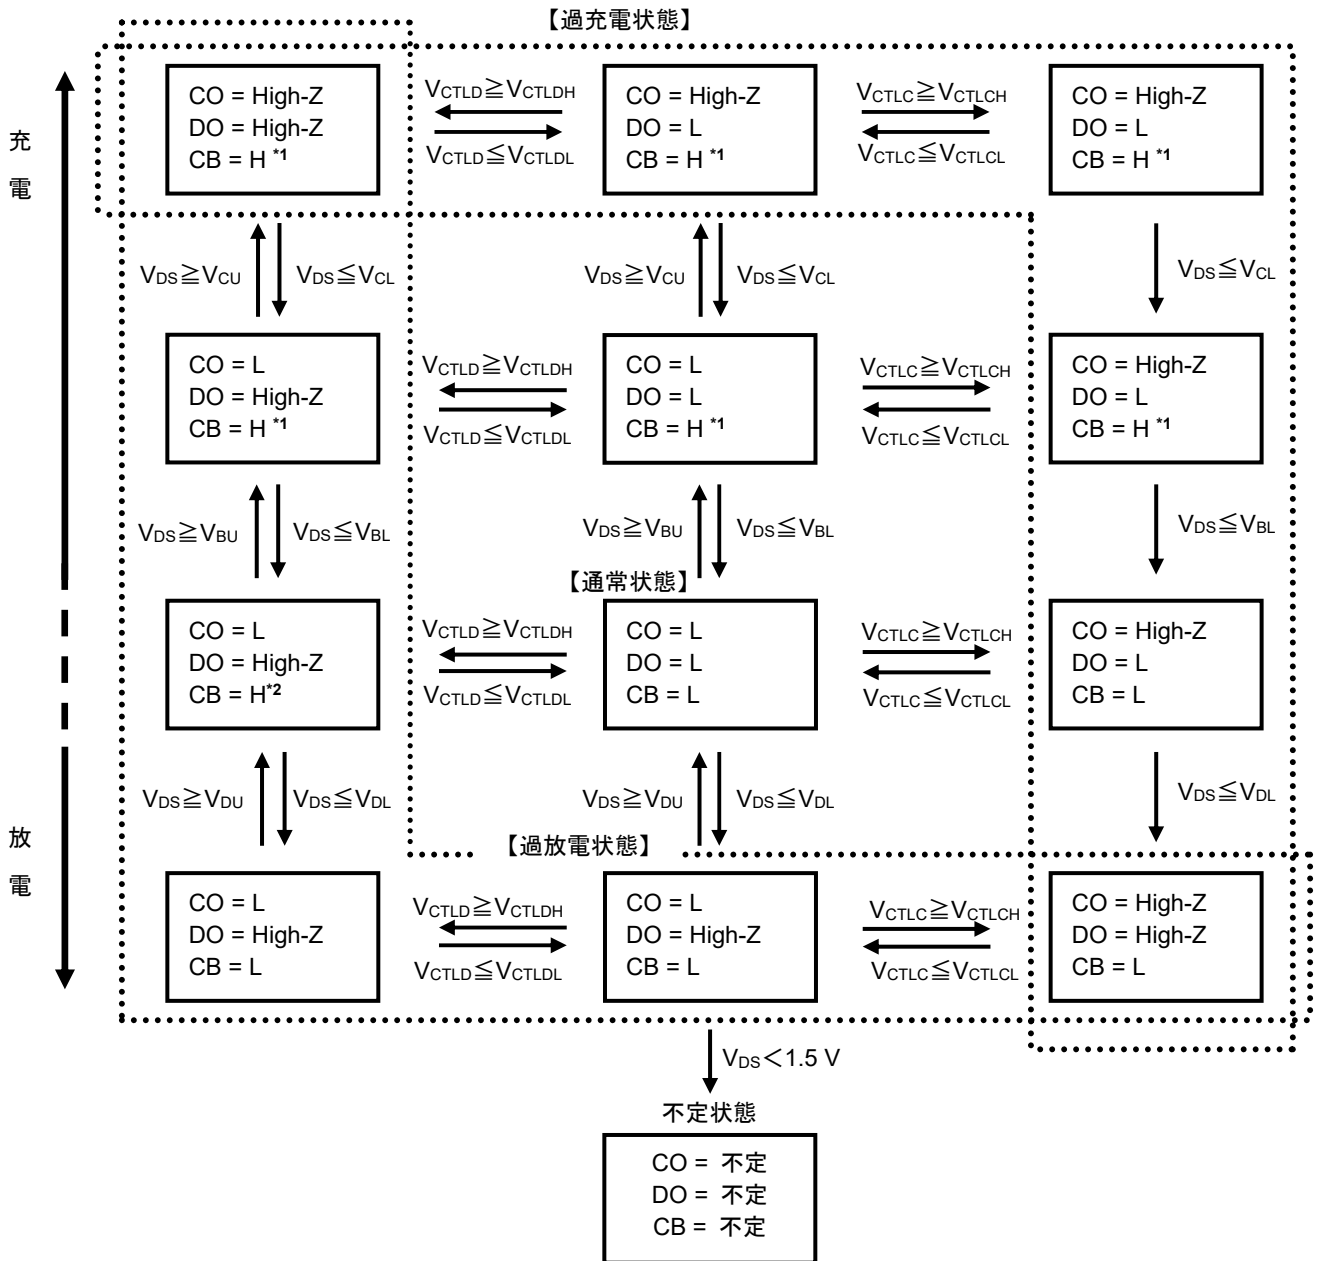 【過充電状態】
充
電
CO = High-Z
DO = High-Z
CB = H *1
VCTLD≧VCTLDH
VCTLD≦VCTLDL
CO = High-Z
DO = L
CB = H *1
VCTLC≧VCTLCH
VCTLC≦VCTLCL
CO = High-Z
DO = L
CB = H *1
VDS≧VCU
VDS≦VCL
VDS≧VCU
VDS≦VCL
VDS≦VCL
CO = L
DO = High-Z
CB = H *1
VCTLD≧VCTLDH
VCTLD≦VCTLDL
CO = L
DO = L
CB = H *1
VCTLC≧VCTLCH
VCTLC≦VCTLCL
CO = High-Z
DO = L
CB = H *1
VDS≧VBU
VDS≦VBL
VDS≧VBU
VDS≦VBL
VDS≦VBL
【通常状態】
CO = L
DO = High-Z
CB = H*2
VCTLD≧VCTLDH
VCTLD≦VCTLDL
CO = L
DO = L
CB = L
VCTLC≧VCTLCH
VCTLC≦VCTLCL
CO = High-Z
DO = L
CB = L
VDS≧VDU
VDS≦VDL
VDS≧VDU
VDS≦VDL
VDS≦VDL
放
電
【過放電状態】
CO = L
DO = High-Z
CB = L
VCTLD≧VCTLDH
VCTLD≦VCTLDL
CO = L
DO = High-Z
CB = L
VCTLC≧VCTLCH
VCTLC≦VCTLCL
CO = High-Z
DO = High-Z
CB = L
VDS＜1.5 V
不定状態
CO = 不定
DO = 不定
CB = 不定